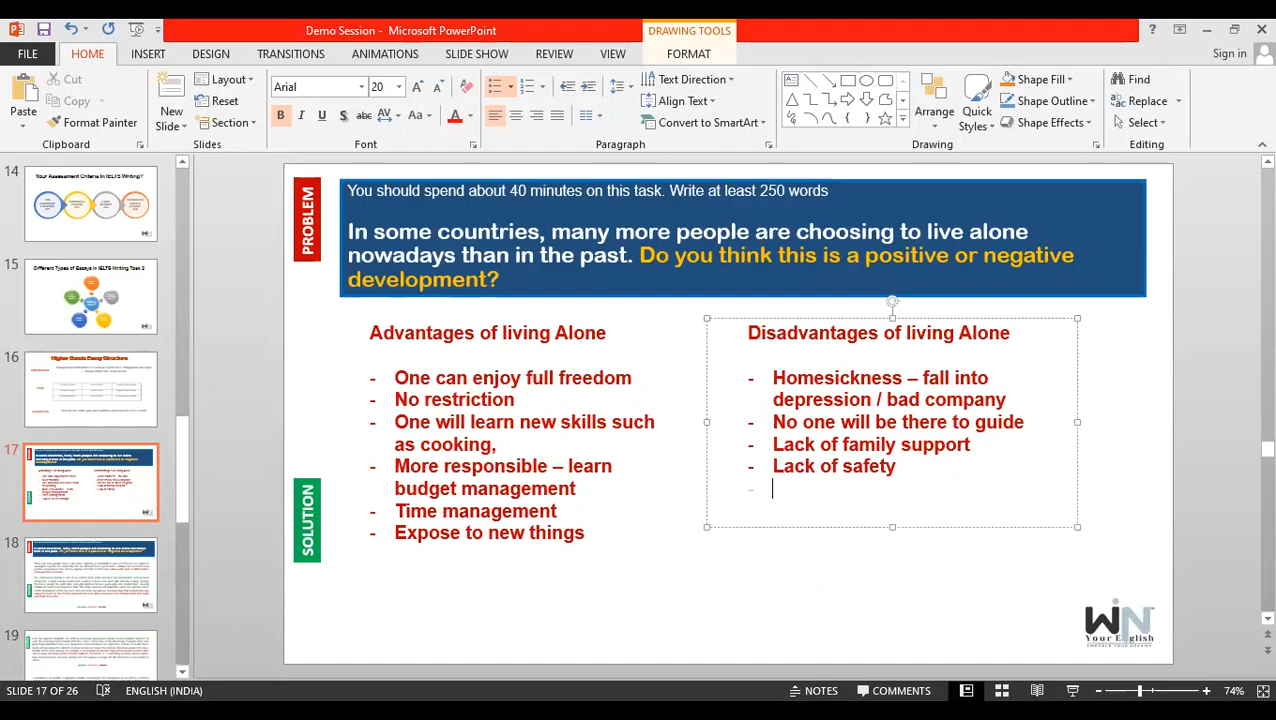 Demo Session - Microsoft PowerPoint
DRAWING TOOLS
FILE HOME INSERT DESIGN TRANSITIONS ANIMATIONS SLIDE SHOW REVIEW VIEW FORMAT Sign in
Cut
Copy
Format Painter
Paste
Clipboard
New
Slide
Layout
Reset
Section
Slides
Arial 20
B I U S abc AV Aa A
Font
Paragraph
Text Direction
Align Text
Convert to SmartArt
Arrange
Quick
Styles
Shape Fill
Shape Outline
Shape Effects
Drawing
Find
Replace
Select
Editing
14
Your Assessment Criteria in IELTS Writing?
15
Different Types of Essays in IELTS Writing Task 2
16
Higher Bands Essay Structure
17
18
19
PROBLEM
You should spend about 40 minutes on this task. Write at least 250 words
In some countries, many more people are choosing to live alone
nowadays than in the past. Do you think this is a positive or negative
development?
SOLUTION
Advantages of living Alone
- One can enjoy full freedom
- No restriction
- One will learn new skills such
as cooking,
- More responsible – learn
budget management
- Time management
- Expose to new things
Disadvantages of living Alone
- Homesickness – fall into
depression / bad company
- No one will be there to guide
- Lack of family support
- Lack of safety
-
WiN
Your English
EMBRACE YOUR DREAMS
SLIDE 17 OF 26 ENGLISH (INDIA) NOTES COMMENTS 74%